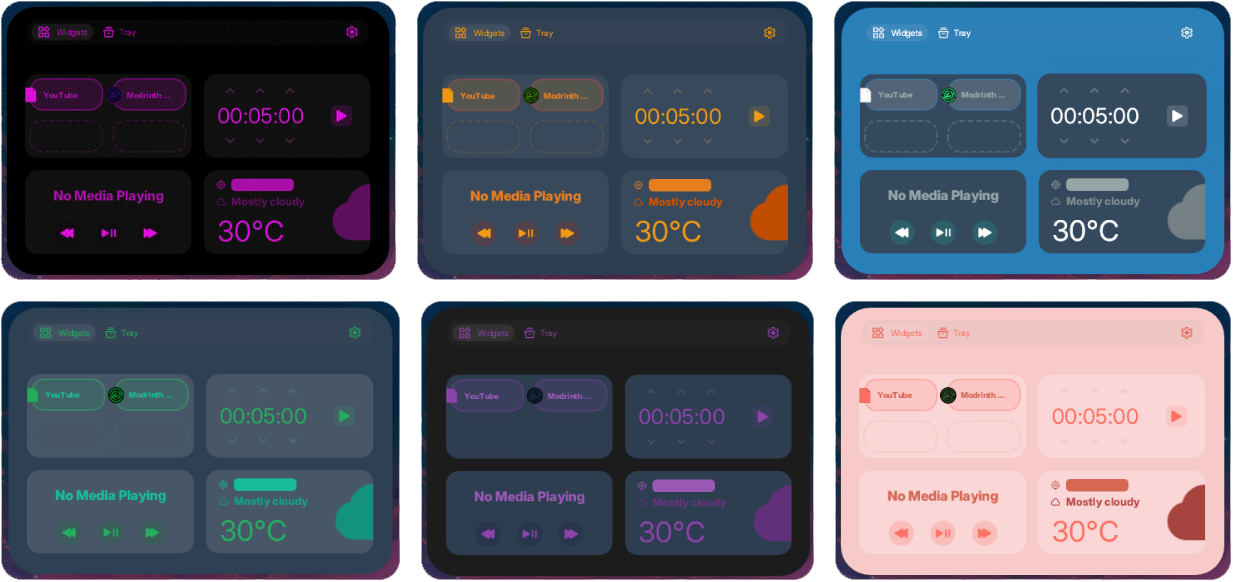 Widgets Tray
YouTube Modrinth ...
00:05:00
No Media Playing
Mostly cloudy
30°C
Widgets Tray
YouTube Modrinth ...
00:05:00
No Media Playing
Mostly cloudy
30°C
Widgets Tray
YouTube Modrinth ...
00:05:00
No Media Playing
Mostly cloudy
30°C
Widgets Tray
YouTube Modrinth ...
00:05:00
No Media Playing
Mostly cloudy
30°C
Widgets Tray
YouTube Modrinth ...
00:05:00
No Media Playing
Mostly cloudy
30°C
Widgets Tray
YouTube Modrinth ...
00:05:00
No Media Playing
Mostly cloudy
30°C